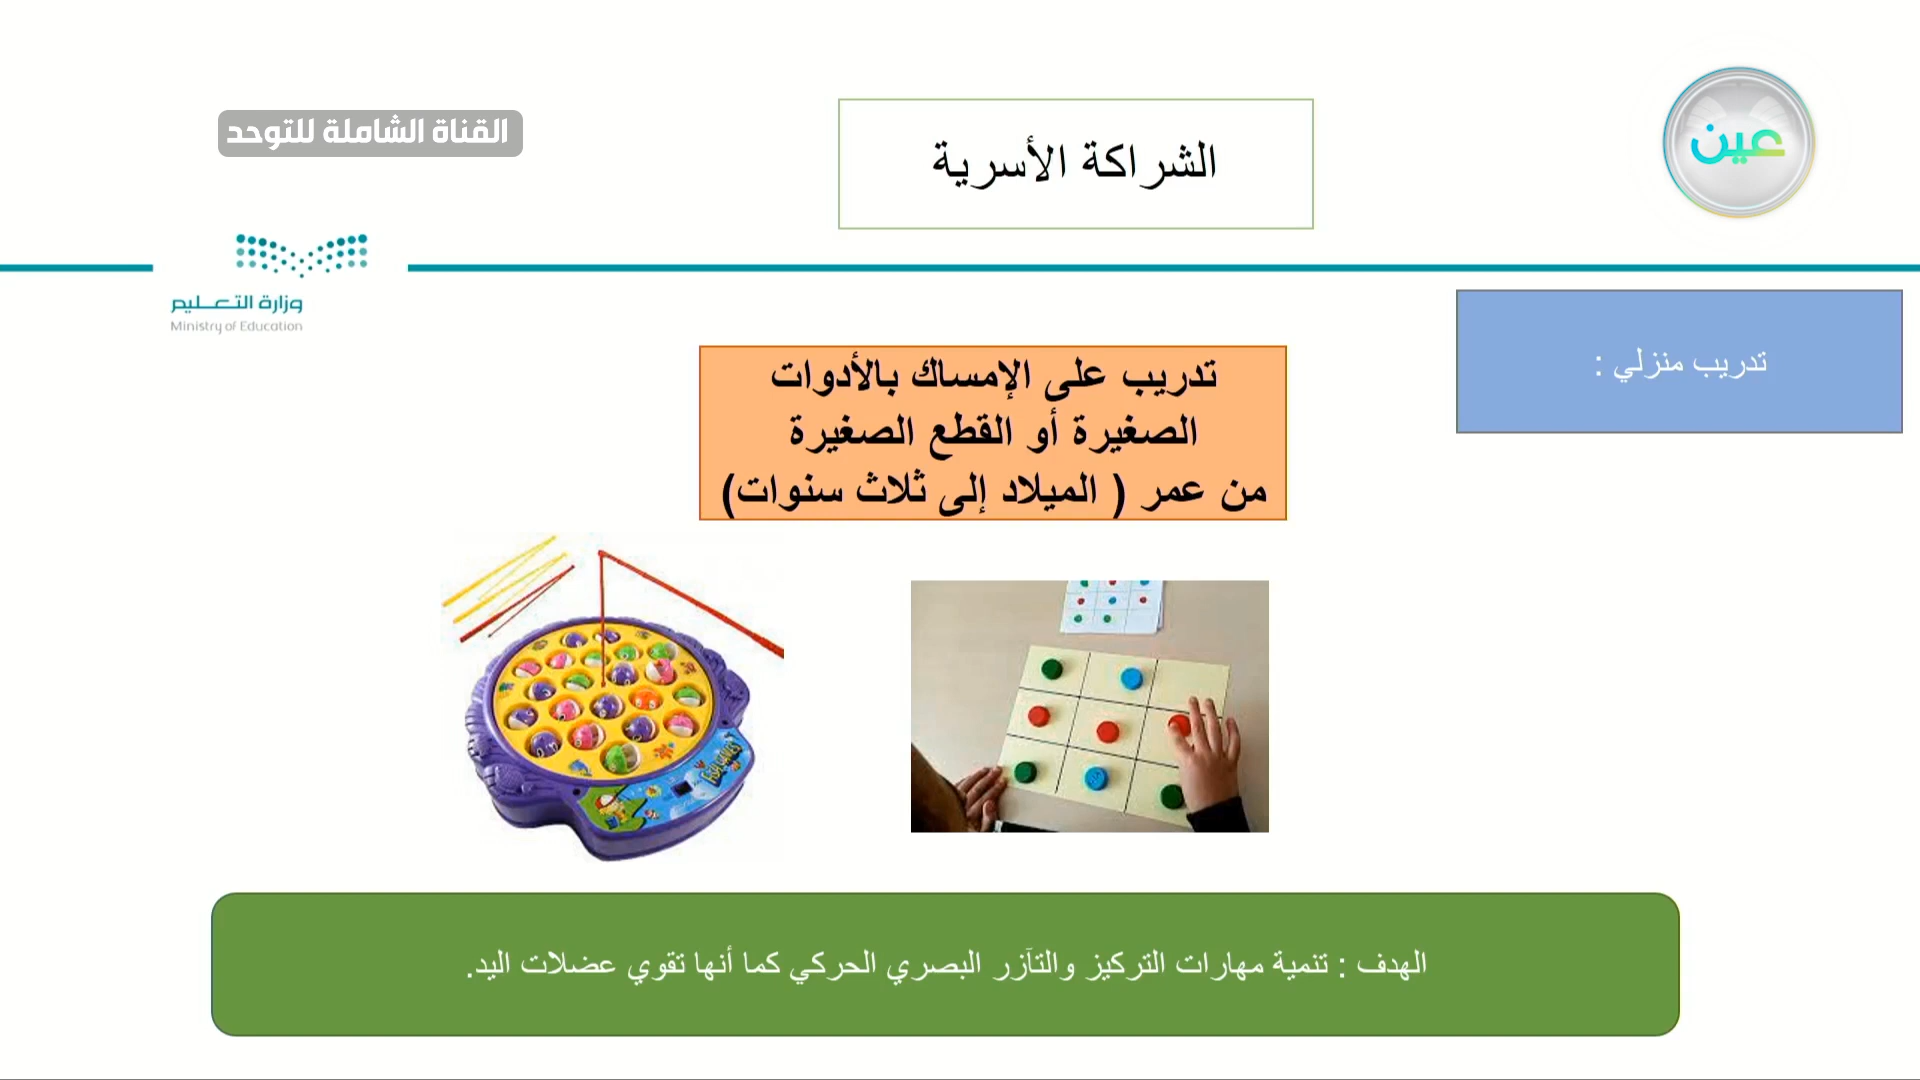 عين
الشراكة الأسرية
القناة الشاملة للتوحد
وزارة التعليم
Ministry of Education
تدريب منزلي :
تدريب على الإمساك بالأدوات
الصغيرة أو القطع الصغيرة
من عمر ( الميلاد إلى ثلاث سنوات)
الهدف : تنمية مهارات التركيز والتآزر البصري الحركي كما أنها تقوي عضلات اليد.